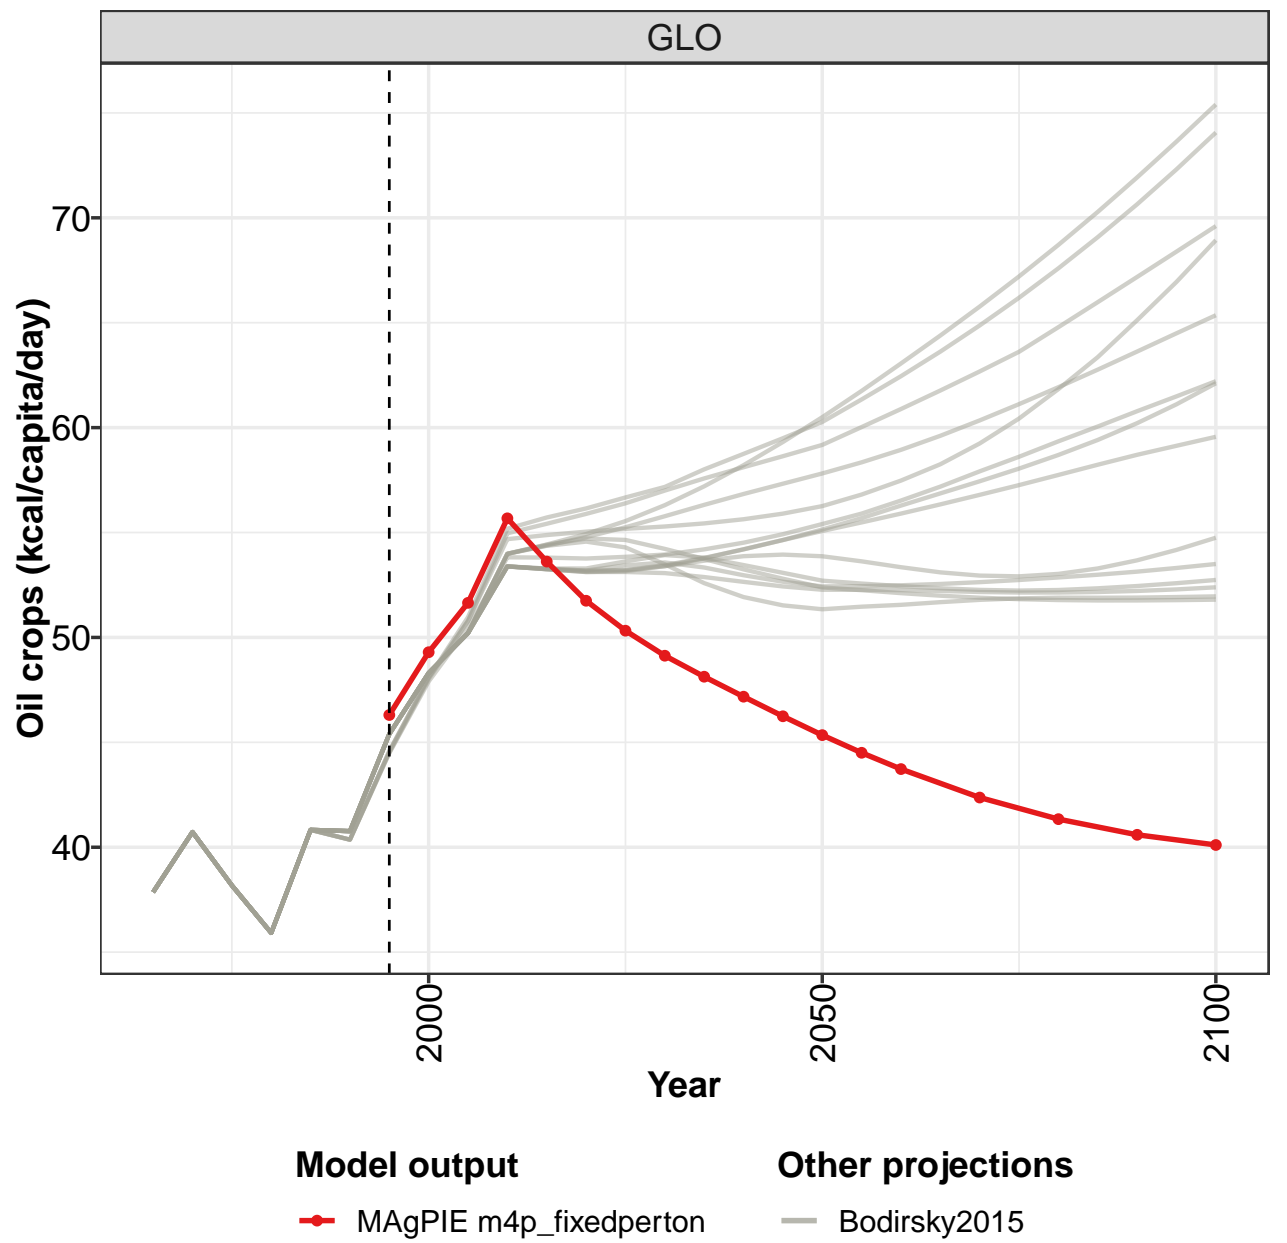 GLO
Oil crops (kcal/capita/day)
70
60
50
40
2000
2050
2100
Year
Model output
Other projections
MAgPIE m4p_fixedperton
Bodirsky2015